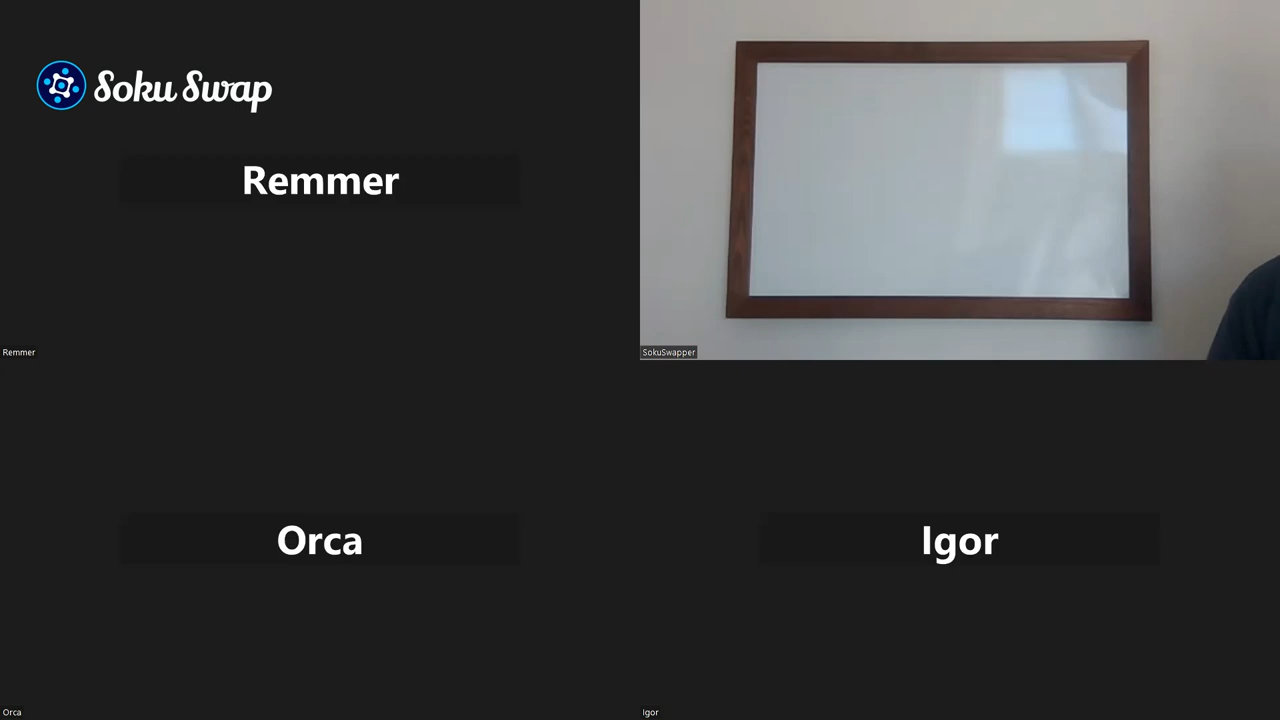 Soku Swap
Remmer
Remmer
SokuSwapper
Orca
Igor
Orca
Igor